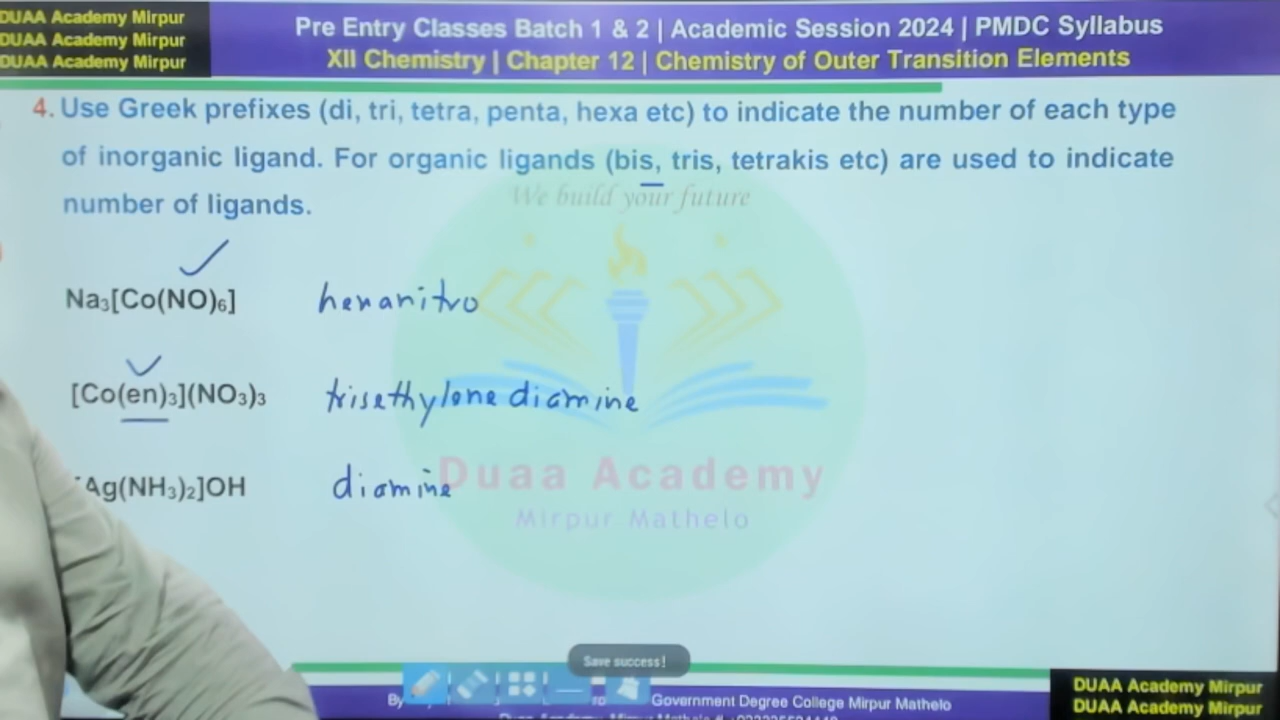 DUAA Academy Mirpur
DUAA Academy Mirpur
DUAA Academy Mirpur
Pre Entry Classes Batch 1 & 2 | Academic Session 2024 | PMDC Syllabus
XII Chemistry | Chapter 12 | Chemistry of Outer Transition Elements
4. Use Greek prefixes (di, tri, tetra, penta, hexa etc) to indicate the number of each type
of inorganic ligand. For organic ligands (bis, tris, tetrakis etc) are used to indicate
number of ligands.
We build your future
Na₃[Co(NO)₆] hexanitro
[Co(en)₃](NO₃)₃ trisethylene diamine
Ag(NH₃)₂]OH diamine
Duaa Academy
Mirpur Mathelo
Save success!
By Government Degree College Mirpur Mathelo
DUAA Academy Mirpur
DUAA Academy Mirpur